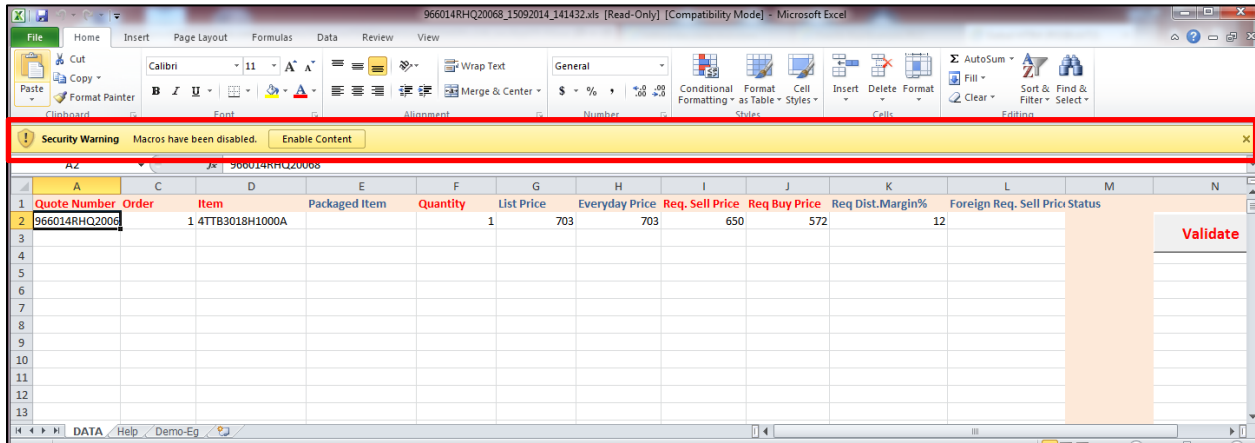 966014RHQ20068_15092014_141432.xls [Read-Only] [Compatibility Mode] - Microsoft Excel
File Home Insert Page Layout Formulas Data Review View
Paste
Cut
Copy
Format Painter
Clipboard
Calibri 11
B I U
Font
Wrap Text
Merge & Center
Alignment
General
$ % ,
Number
Conditional Formatting
Format as Table
Cell Styles
Styles
Insert Delete Format
Cells
Σ AutoSum
Fill
Clear
Sort & Filter
Find & Select
Editing
Security Warning Macros have been disabled. Enable Content
A2 fx 966014RHQ20068
A C D E F G H I J K L M N
1 Quote Number Order Item Packaged Item Quantity List Price Everyday Price Req. Sell Price Req Buy Price Req Dist.Margin% Foreign Req. Sell Pric Status
2 966014RHQ2006 1 4TTB3018H1000A 1 703 703 650 572 12
Validate
3
4
5
6
7
8
9
10
11
12
13
DATA Help Demo-Eg